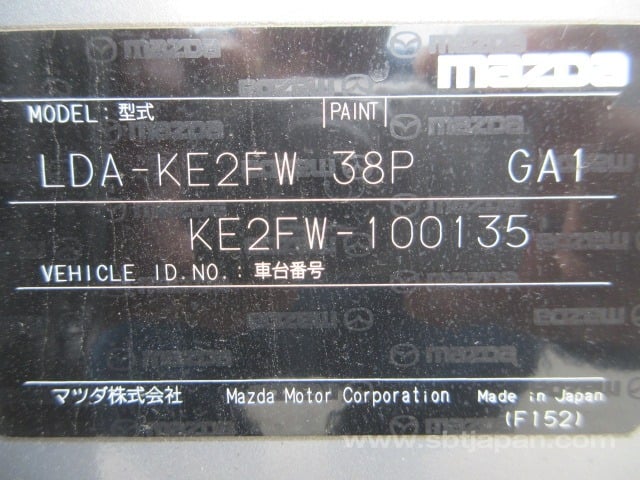 mazda
MODEL: 型式 PAINT
LDA-KE2FW 38P GA1
KE2FW-100135
VEHICLE ID.NO.: 車台番号
マツダ株式会社 Mazda Motor Corporation Made in Japan
(F152)
www.sbtjapan.com